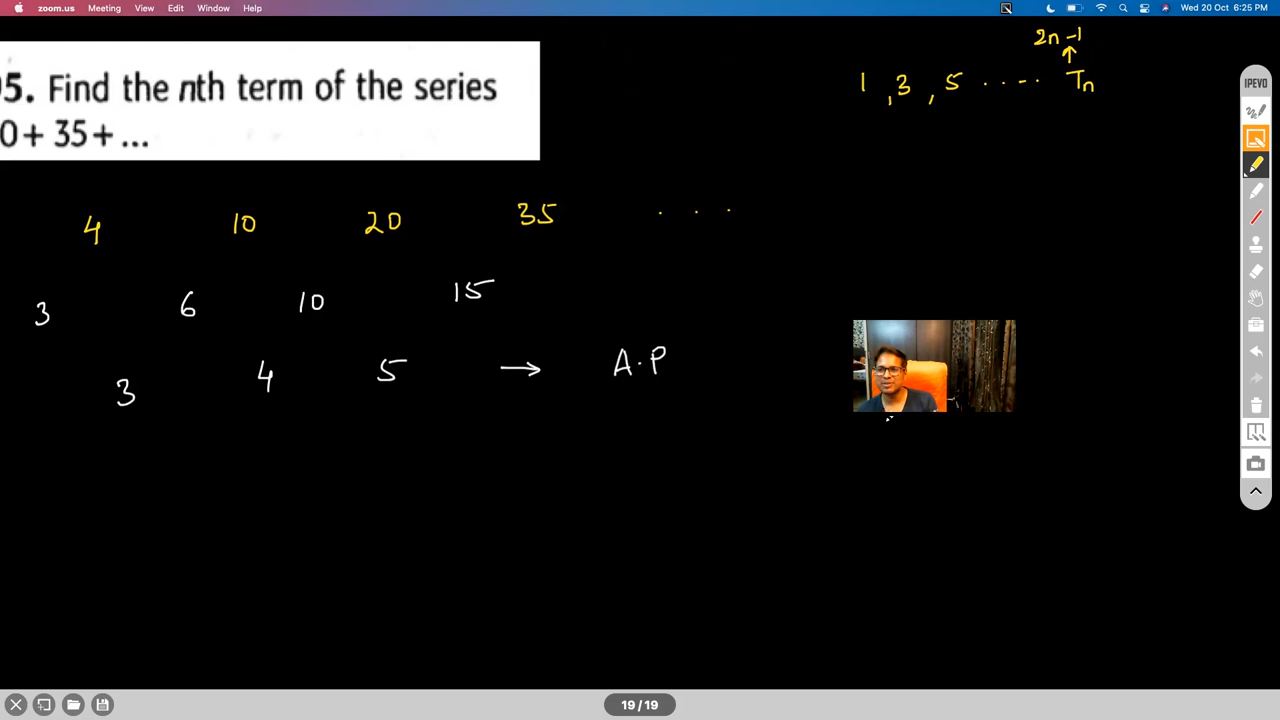 zoom.us Meeting View Edit Window Help Wed 20 Oct 6:25 PM
2n-1
1, 3, 5 ..-. Tn
IPEVO
5. Find the nth term of the series
0+ 35+...
4 10 20 35 . . .
3 6 10 15
3 4 5 → A.P
19/19